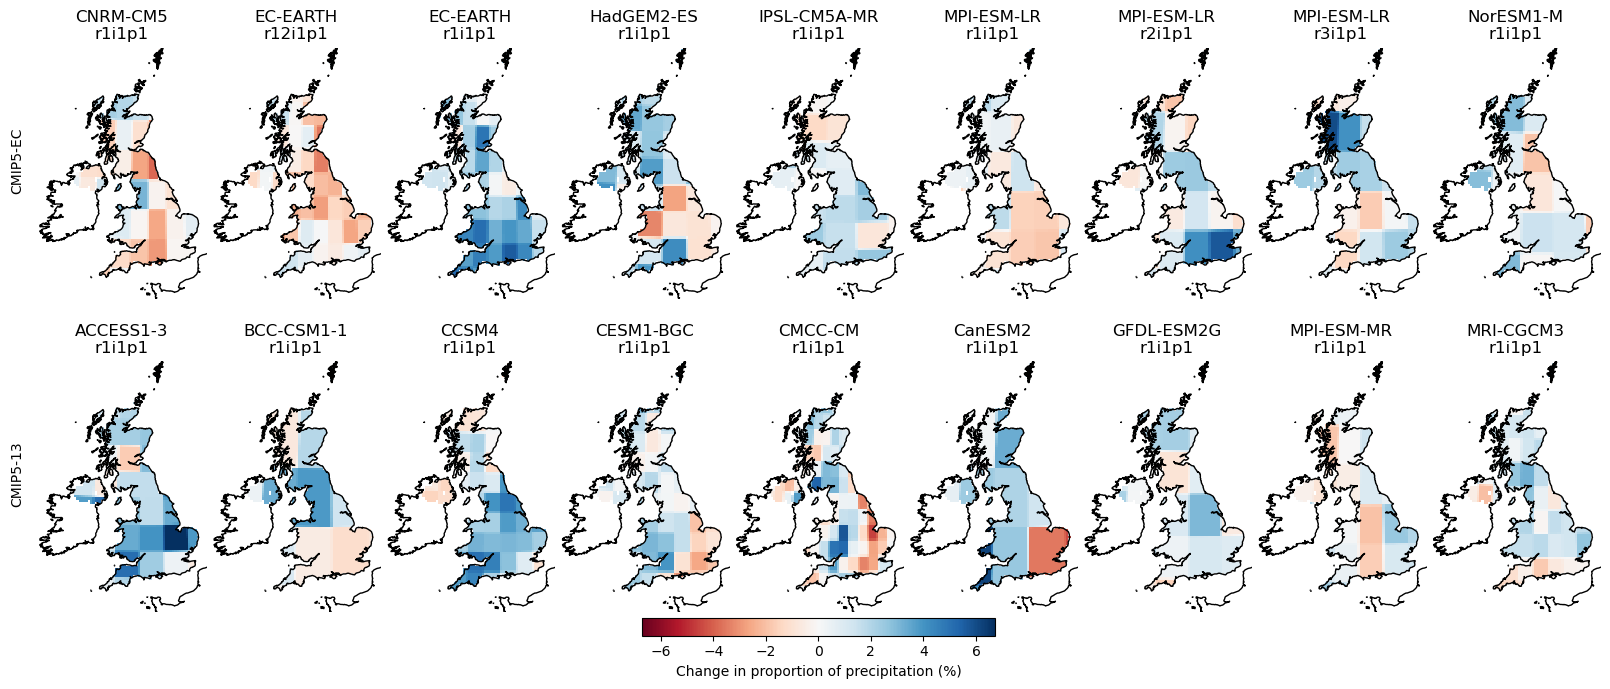 CNRM-CM5 EC-EARTH EC-EARTH HadGEM2-ES IPSL-CM5A-MR MPI-ESM-LR MPI-ESM-LR MPI-ESM-LR NorESM1-M
r1i1p1 r12i1p1 r1i1p1 r1i1p1 r1i1p1 r1i1p1 r2i1p1 r3i1p1 r1i1p1
CMIP5-EC
ACCESS1-3 BCC-CSM1-1 CCSM4 CESM1-BGC CMCC-CM CanESM2 GFDL-ESM2G MPI-ESM-MR MRI-CGCM3
r1i1p1 r1i1p1 r1i1p1 r1i1p1 r1i1p1 r1i1p1 r1i1p1 r1i1p1 r1i1p1
CMIP5-13
−6 −4 −2 0 2 4 6
Change in proportion of precipitation (%)